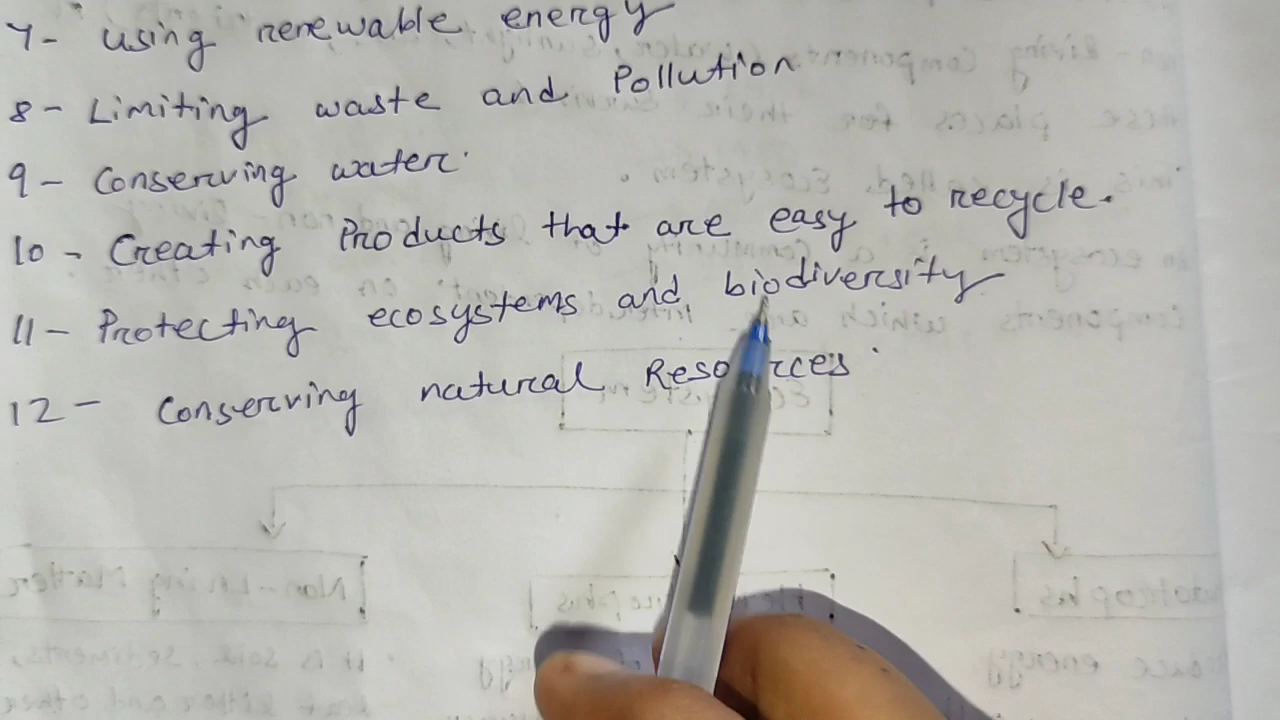 7- using renewable energy
8- Limiting waste and Pollution
9- Conserving water.
10- Creating Products that are easy to recycle.
11- Protecting ecosystems and biodiversity
12- Conserving natural Resources.